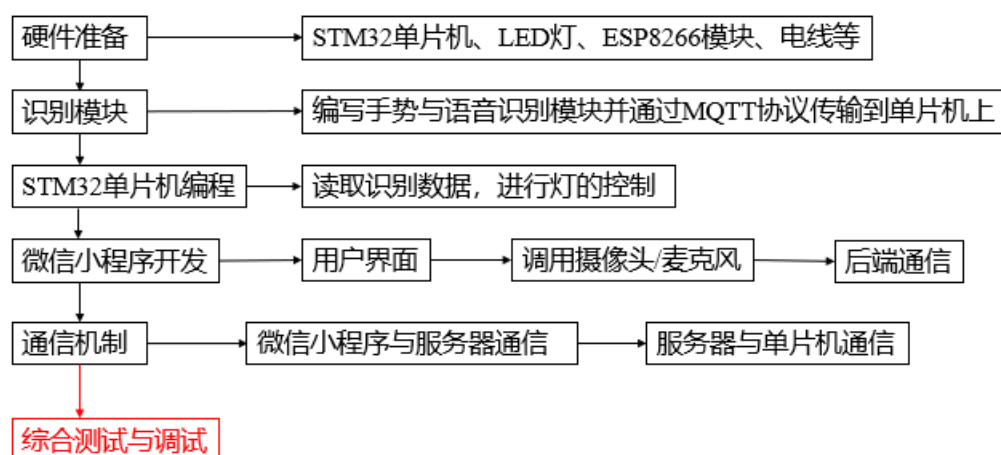 硬件准备
STM32单片机、LED灯、ESP8266模块、电线等
识别模块
编写手势与语音识别模块并通过MQTT协议传输到单片机上
STM32单片机编程
读取识别数据，进行灯的控制
微信小程序开发
用户界面
调用摄像头/麦克风
后端通信
通信机制
微信小程序与服务器通信
服务器与单片机通信
综合测试与调试